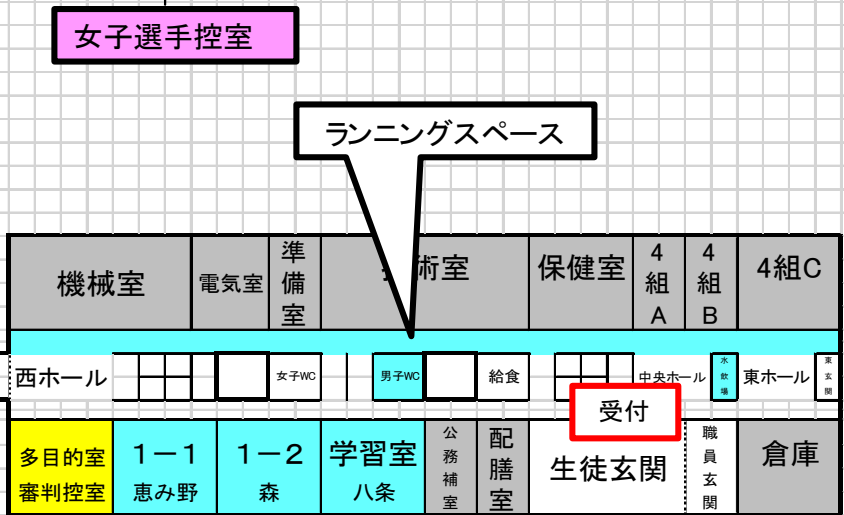 女子選手控室
ランニングスペース
機械室
電気室
準備室
術室
保健室
4組A
4組B
4組C
西ホール
女子WC
男子WC
給食
中央ホール
水飲場
東ホール
東玄関
受付
多目的室
審判控室
1-1
恵み野
1-2
森
学習室
八条
公務補室
配膳室
生徒玄関
職員玄関
倉庫